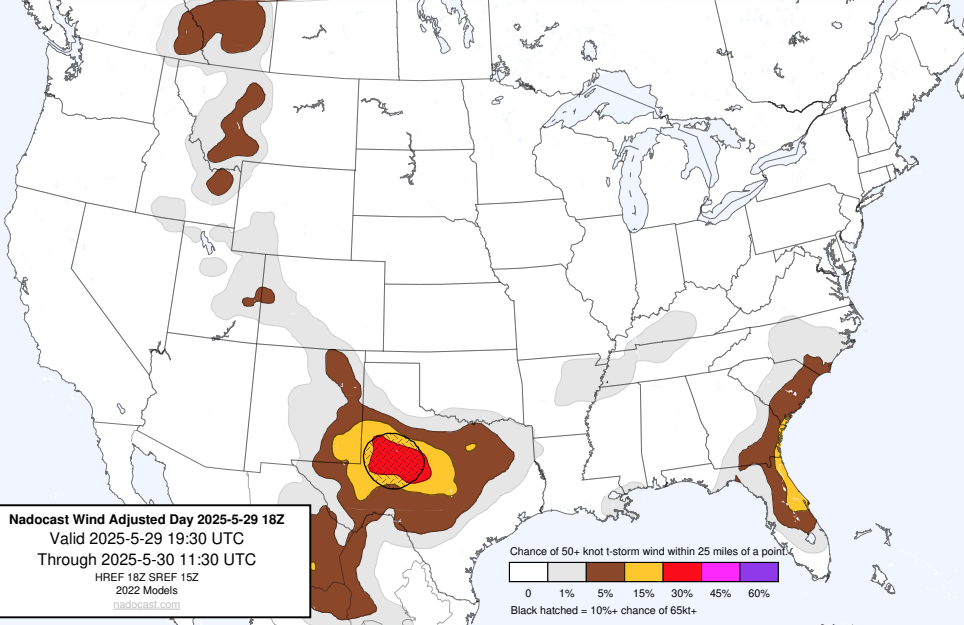 Nadocast Wind Adjusted Day 2025-5-29 18Z
Valid 2025-5-29 19:30 UTC
Through 2025-5-30 11:30 UTC
HREF 18Z SREF 15Z
2022 Models
nadocast.com
Chance of 50+ knot t-storm wind within 25 miles of a point.
0 1% 5% 15% 30% 45% 60%
Black hatched = 10%+ chance of 65kt+